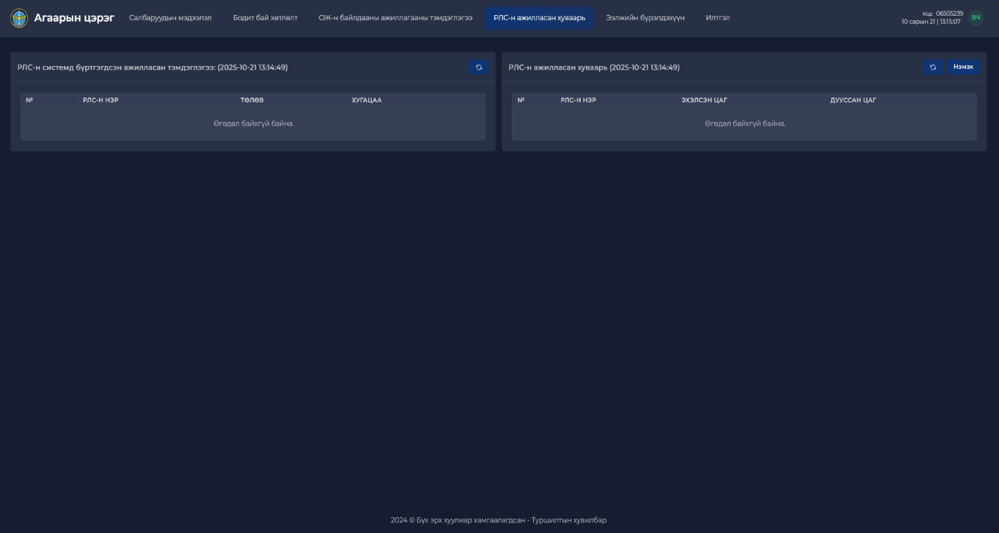 Агаарын цэрэг
Салбаруудын мэдээлэл
Бодит бай хөтлөлт
ОЖ-н байлдааны ажиллагааны тэмдэглэгээ
РЛС-н ажилласан хуваарь
Ээлжийн бүрэлдэхүүн
Илтгэл
Код: 06505239
10 сарын 21 | 13:15:07
ВЧ
РЛС-н системд бүртгэгдсэн ажилласан тэмдэглэгээ: (2025-10-21 13:14:49)
№ РЛС-Н НЭР ТӨЛӨВ ХУГАЦАА
Өгөдөл байхгүй байна.
РЛС-н ажилласан хуваарь (2025-10-21 13:14:49)
Нэмэх
№ РЛС-Н НЭР ЭХЭЛСЭН ЦАГ ДУУССАН ЦАГ
Өгөдөл байхгүй байна.
2024 © Бүх эрх хуулиар хамгаалагдсан - Туршилтын хувилбар